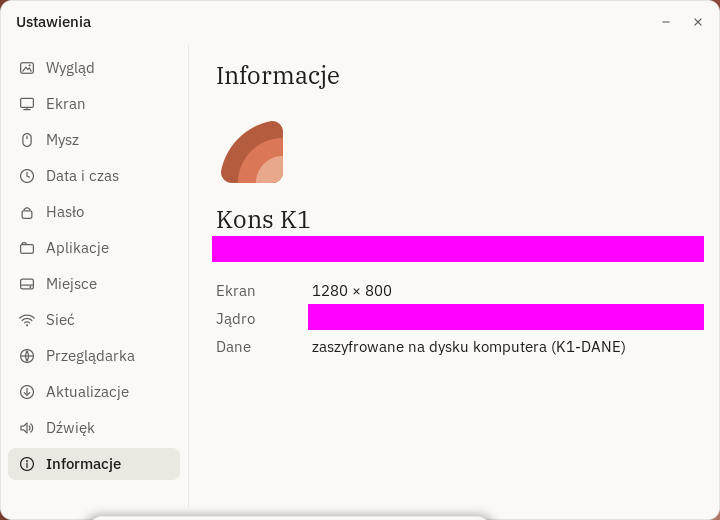 Ustawienia
Wygląd
Ekran
Mysz
Data i czas
Hasło
Aplikacje
Miejsce
Sieć
Przeglądarka
Aktualizacje
Dźwięk
Informacje
Informacje
Kons K1
Ekran 1280 × 800
Jądro
Dane zaszyfrowane na dysku komputera (K1-DANE)